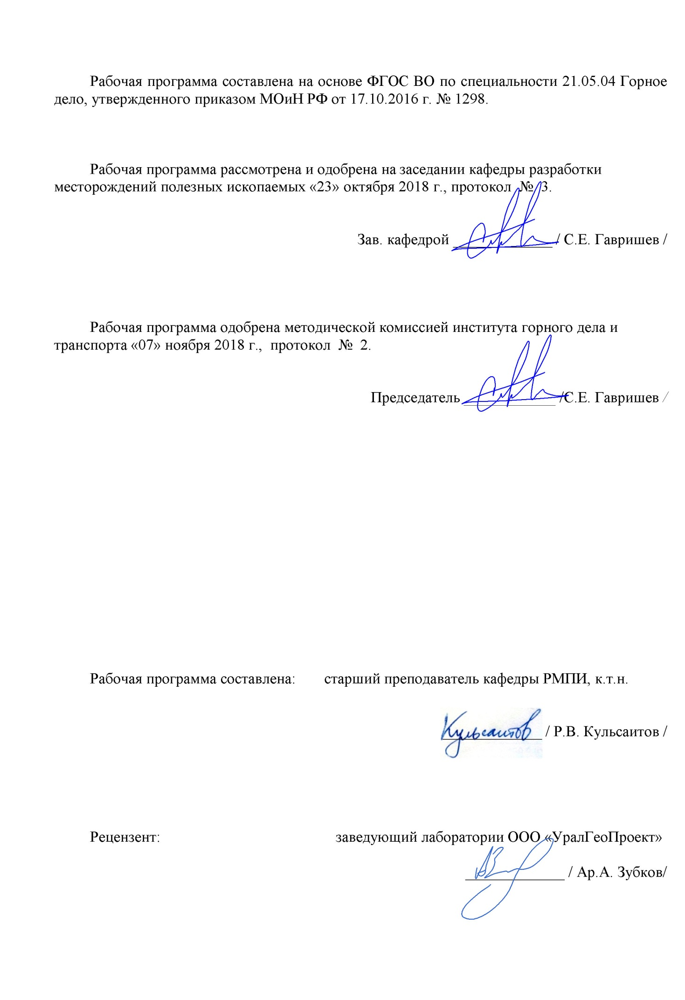 Рабочая программа составлена на основе ФГОС ВО по специальности 21.05.04 Горное
дело, утвержденного приказом МОиН РФ от 17.10.2016 г. № 1298.
Рабочая программа рассмотрена и одобрена на заседании кафедры разработки
месторождений полезных ископаемых «23» октября 2018 г., протокол № 3.
Зав. кафедрой ____________ / С.Е. Гавришев /
Рабочая программа одобрена методической комиссией института горного дела и
транспорта «07» ноября 2018 г., протокол № 2.
Председатель ____________ /С.Е. Гавришев /
Рабочая программа составлена: старший преподаватель кафедры РМПИ, к.т.н.
Кульсаитов / Р.В. Кульсаитов /
Рецензент: заведующий лаборатории ООО «УралГеоПроект»
____________ / Ар.А. Зубков/